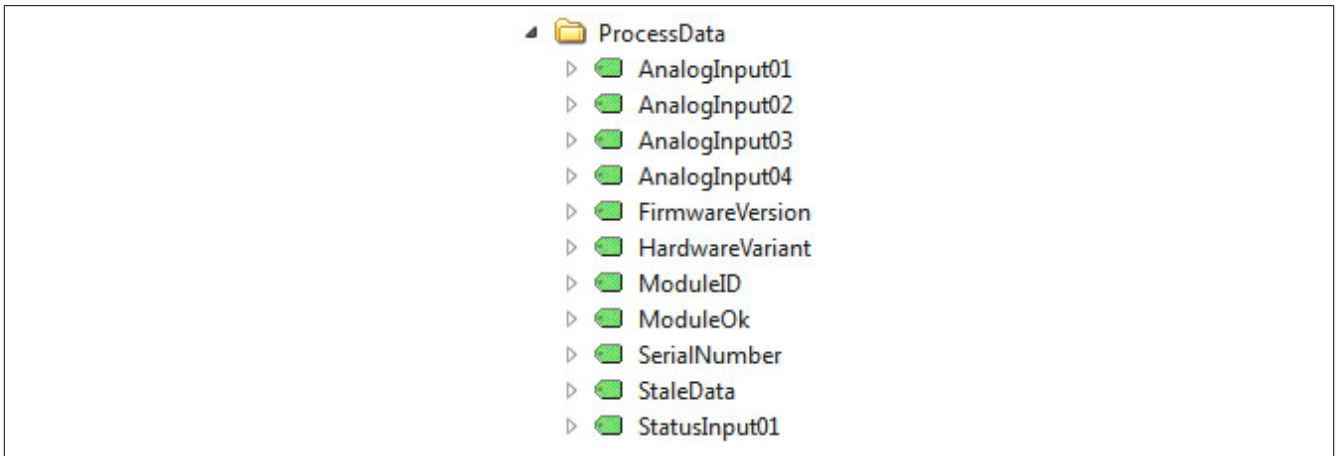 ProcessData
AnalogInput01
AnalogInput02
AnalogInput03
AnalogInput04
FirmwareVersion
HardwareVariant
ModuleID
ModuleOk
SerialNumber
StaleData
StatusInput01